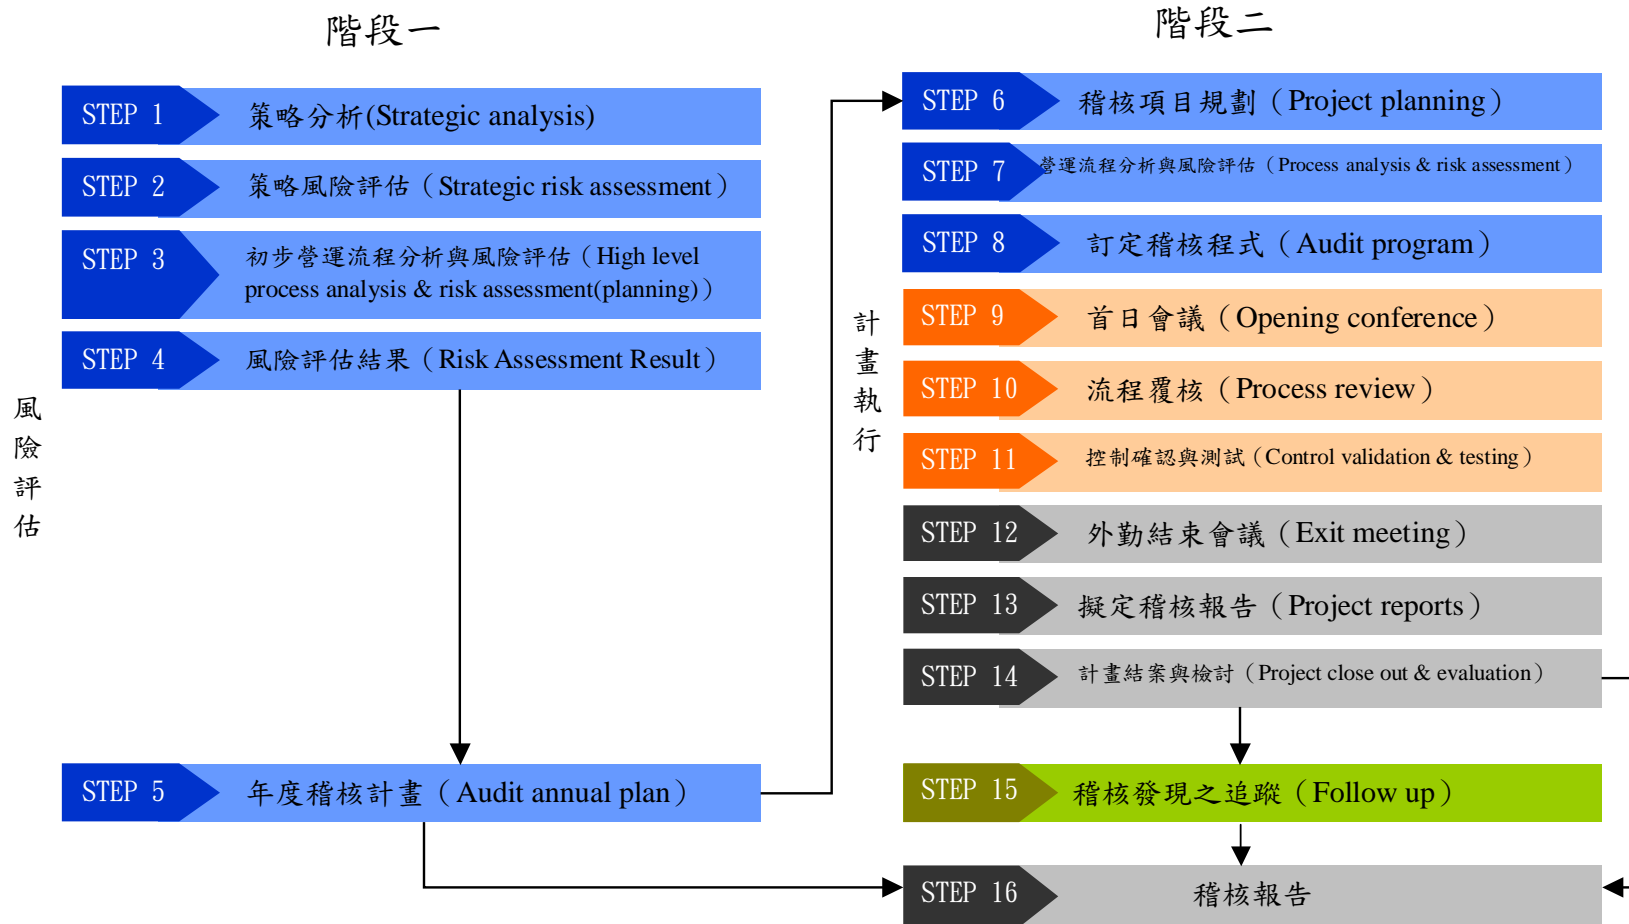 階段一
STEP 1
策略分析(Strategic analysis)
STEP 2
策略風險評估（Strategic risk assessment）
STEP 3
初步營運流程分析與風險評估（High level
process analysis & risk assessment(planning)）
STEP 4
風險評估結果（Risk Assessment Result）
風險評估
STEP 5
年度稽核計畫（Audit annual plan）
階段二
計畫執行
STEP 6
稽核項目規劃（Project planning）
STEP 7
營運流程分析與風險評估（Process analysis & risk assessment）
STEP 8
訂定稽核程式（Audit program）
STEP 9
首日會議（Opening conference）
STEP 10
流程覆核（Process review）
STEP 11
控制確認與測試（Control validation & testing）
STEP 12
外勤結束會議（Exit meeting）
STEP 13
擬定稽核報告（Project reports）
STEP 14
計畫結案與檢討（Project close out & evaluation）
STEP 15
稽核發現之追蹤（Follow up）
STEP 16
稽核報告